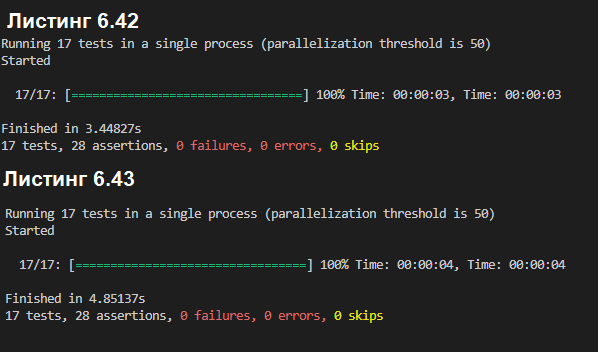 Листинг 6.42
Running 17 tests in a single process (parallelization threshold is 50)
Started
17/17: [=================================] 100% Time: 00:00:03, Time: 00:00:03
Finished in 3.44827s
17 tests, 28 assertions, 0 failures, 0 errors, 0 skips
Листинг 6.43
Running 17 tests in a single process (parallelization threshold is 50)
Started
17/17: [=================================] 100% Time: 00:00:04, Time: 00:00:04
Finished in 4.85137s
17 tests, 28 assertions, 0 failures, 0 errors, 0 skips